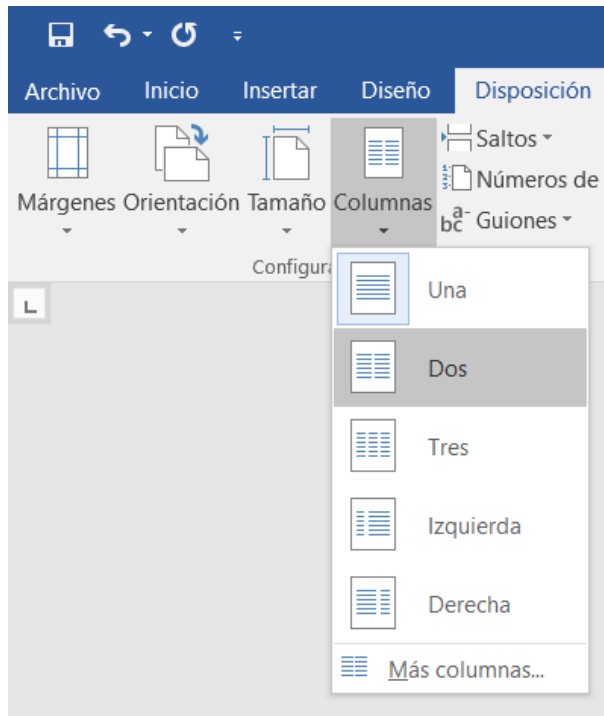 Archivo Inicio Insertar Diseño Disposición
Márgenes Orientación Tamaño Columnas
Saltos
Números de
Guiones
Configura
Una
Dos
Tres
Izquierda
Derecha
Más columnas...